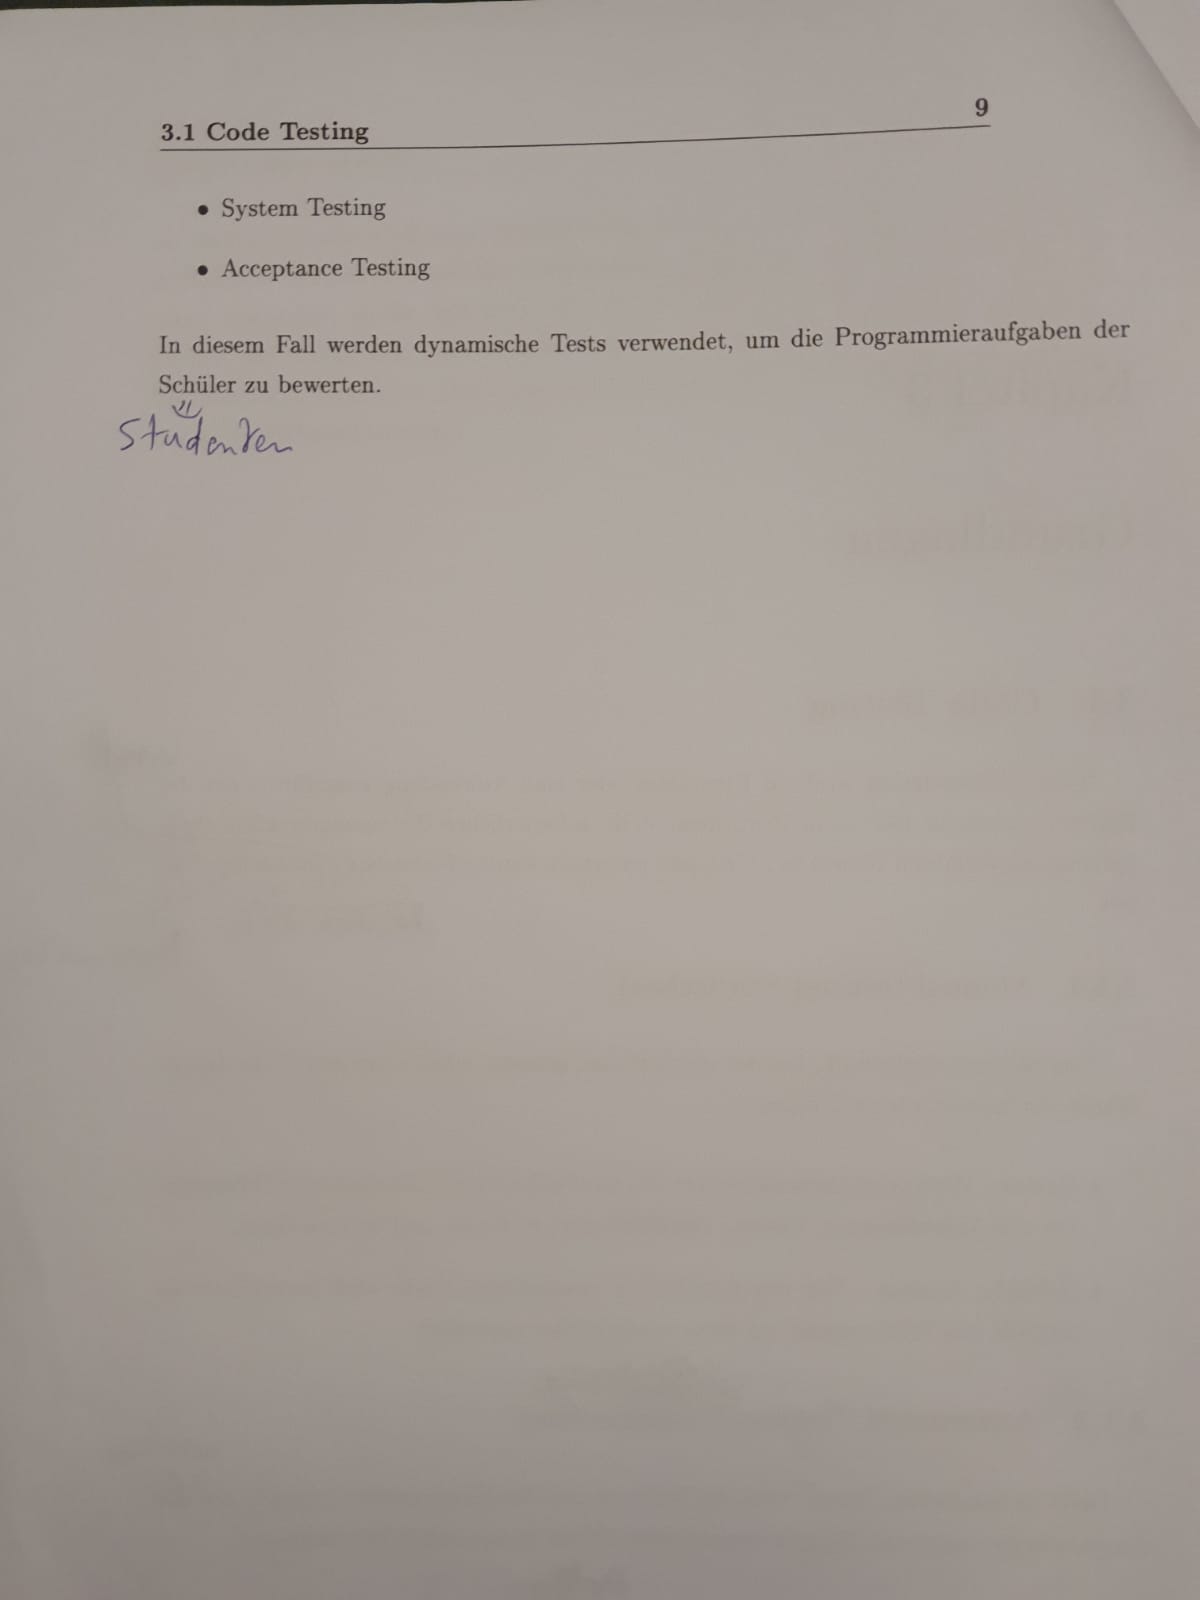 3.1 Code Testing 9
• System Testing
• Acceptance Testing
In diesem Fall werden dynamische Tests verwendet, um die Programmieraufgaben der
Schüler zu bewerten.
Studenten